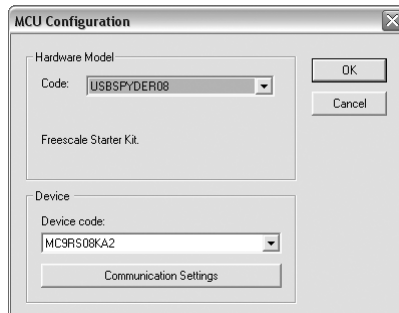 MCU Configuration
Hardware Model
Code: USBSPYDER08
Freescale Starter Kit.
OK
Cancel
Device
Device code:
MC9RS08KA2
Communication Settings